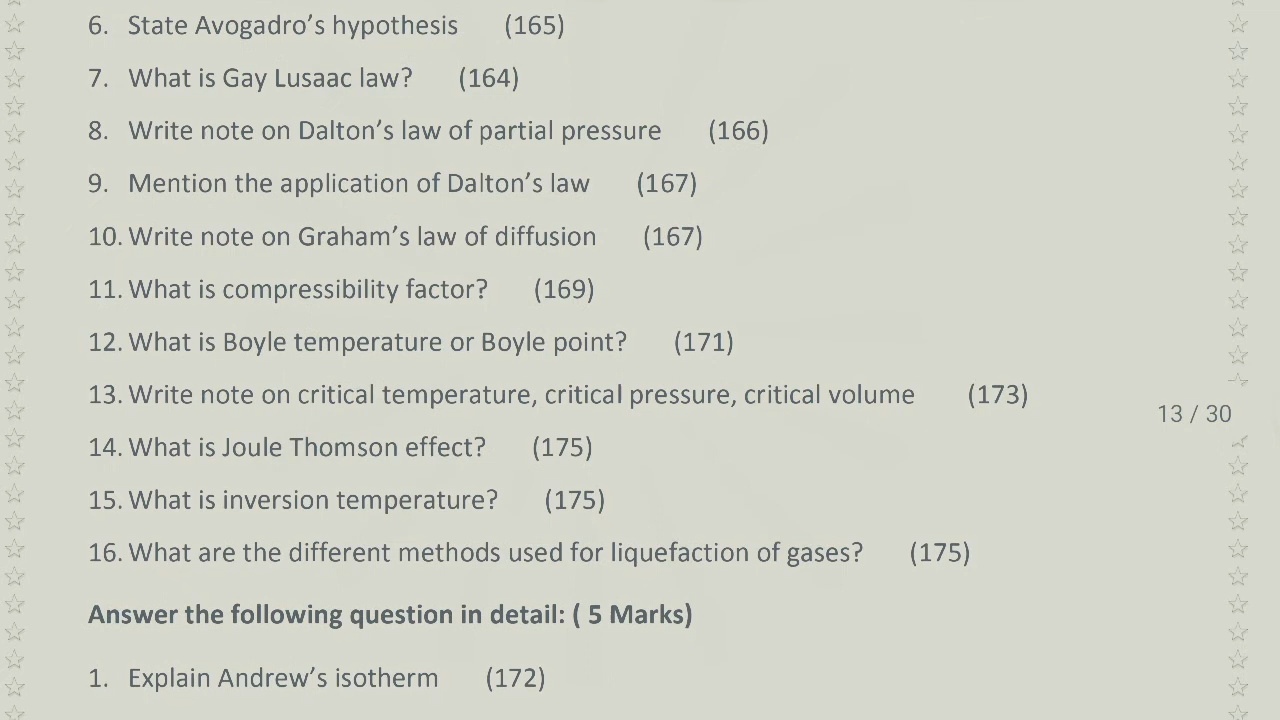 6. State Avogadro's hypothesis (165)
7. What is Gay Lusaac law? (164)
8. Write note on Dalton's law of partial pressure (166)
9. Mention the application of Dalton's law (167)
10. Write note on Graham's law of diffusion (167)
11. What is compressibility factor? (169)
12. What is Boyle temperature or Boyle point? (171)
13. Write note on critical temperature, critical pressure, critical volume (173)
13 / 30
14. What is Joule Thomson effect? (175)
15. What is inversion temperature? (175)
16. What are the different methods used for liquefaction of gases? (175)
Answer the following question in detail: ( 5 Marks)
1. Explain Andrew's isotherm (172)